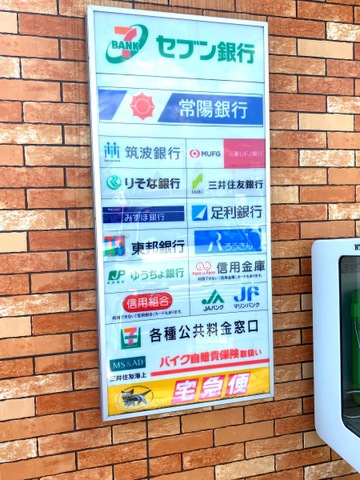 7 BANK セブン銀行
常陽銀行
筑波銀行 MUFG 三菱UFJ銀行
りそな銀行 SMBC 三井住友銀行
みずほ銀行 足利銀行
東邦銀行 ろうきん
JP ゆうちょ銀行 信用金庫
信用組合 JA JF
JAバンク マリンバンク
各種公共料金窓口
MS&AD
三井住友海上 バイク自賠責保険取扱い
宅急便